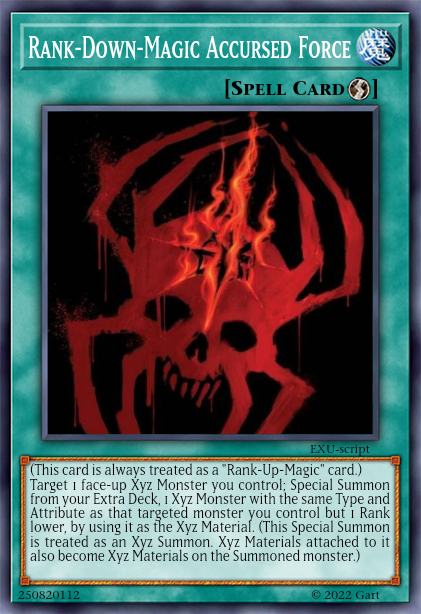 Rank-Down-Magic Accursed Force
魔
[Spell Card]
EXU-script
(This card is always treated as a "Rank-Up-Magic" card.)
Target 1 face-up Xyz Monster you control; Special Summon
from your Extra Deck, 1 Xyz Monster with the same Type and
Attribute as that targeted monster you control but 1 Rank
lower, by using it as the Xyz Material. (This Special Summon
is treated as an Xyz Summon. Xyz Materials attached to it
also become Xyz Materials on the Summoned monster.)
250820112
© 2022 Gart